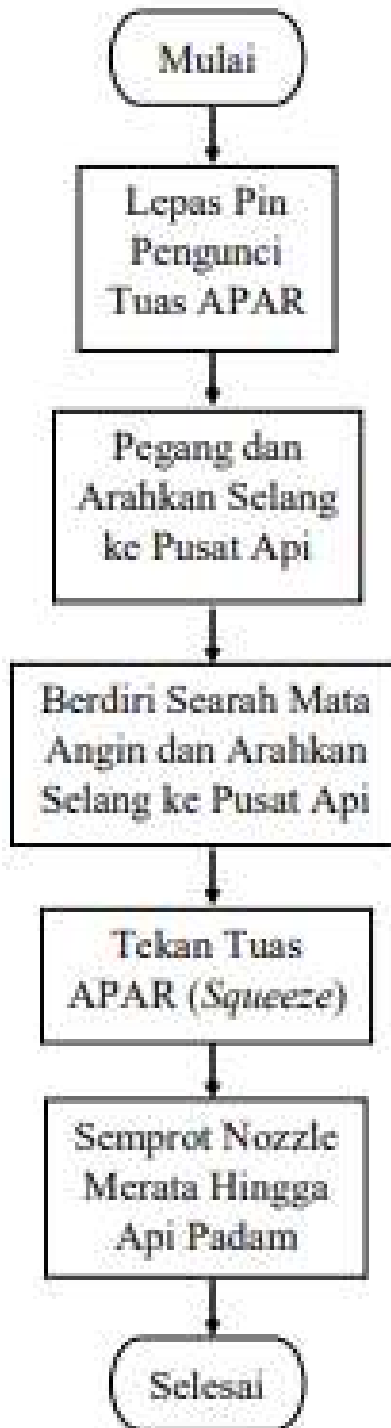 Mulai
Lepas Pin
Pengunci
Tuas APAR
Pegang dan
Arahkan Selang
ke Pusat Api
Berdiri Searah Mata
Angin dan Arahkan
Selang ke Pusat Api
Tekan Tuas
APAR (Squeeze)
Semprot Nozzle
Merata Hingga
Api Padam
Selesai